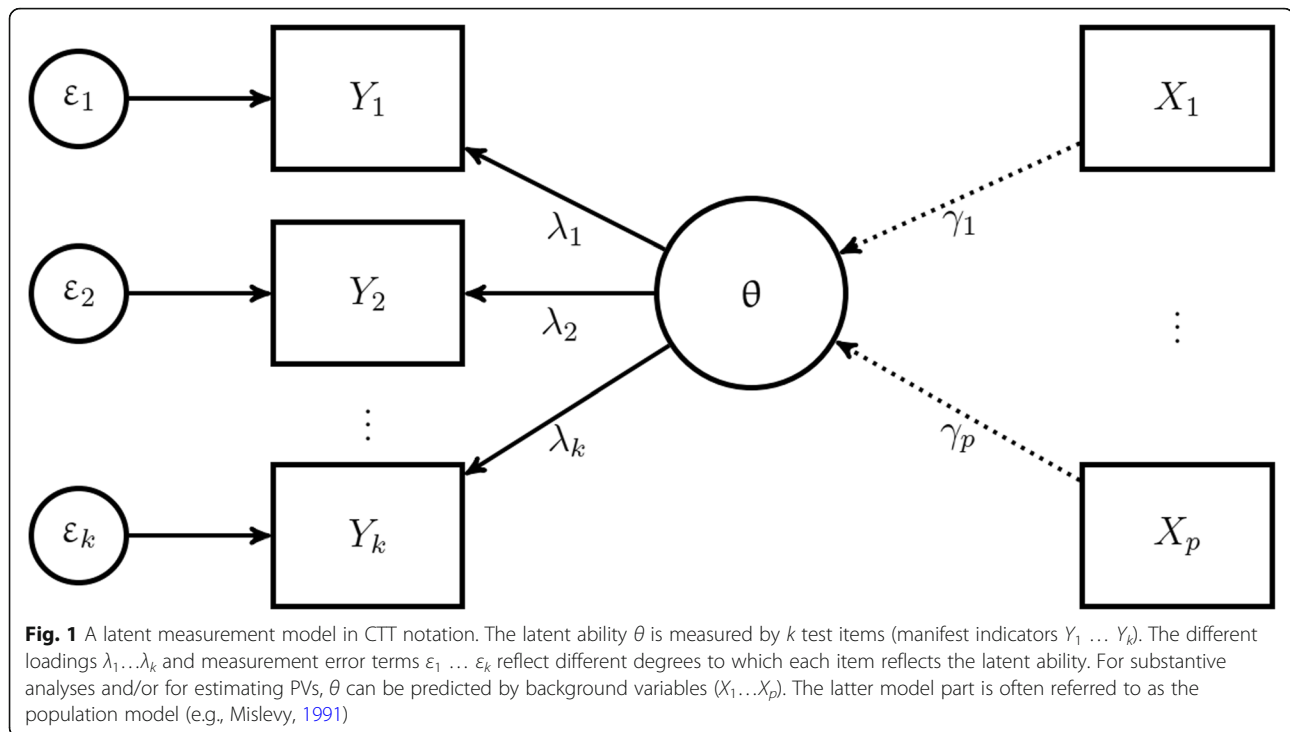 ε₁
Y₁
X₁
λ₁
γ₁
ε₂
Y₂
λ₂
θ
⋮
⋮
λₖ
γₚ
εₖ
Yₖ
Xₚ
Fig. 1 A latent measurement model in CTT notation. The latent ability θ is measured by k test items (manifest indicators Y₁ … Yₖ). The different
loadings λ₁…λₖ and measurement error terms ε₁ … εₖ reflect different degrees to which each item reflects the latent ability. For substantive
analyses and/or for estimating PVs, θ can be predicted by background variables (X₁…Xₚ). The latter model part is often referred to as the
population model (e.g., Mislevy, 1991)